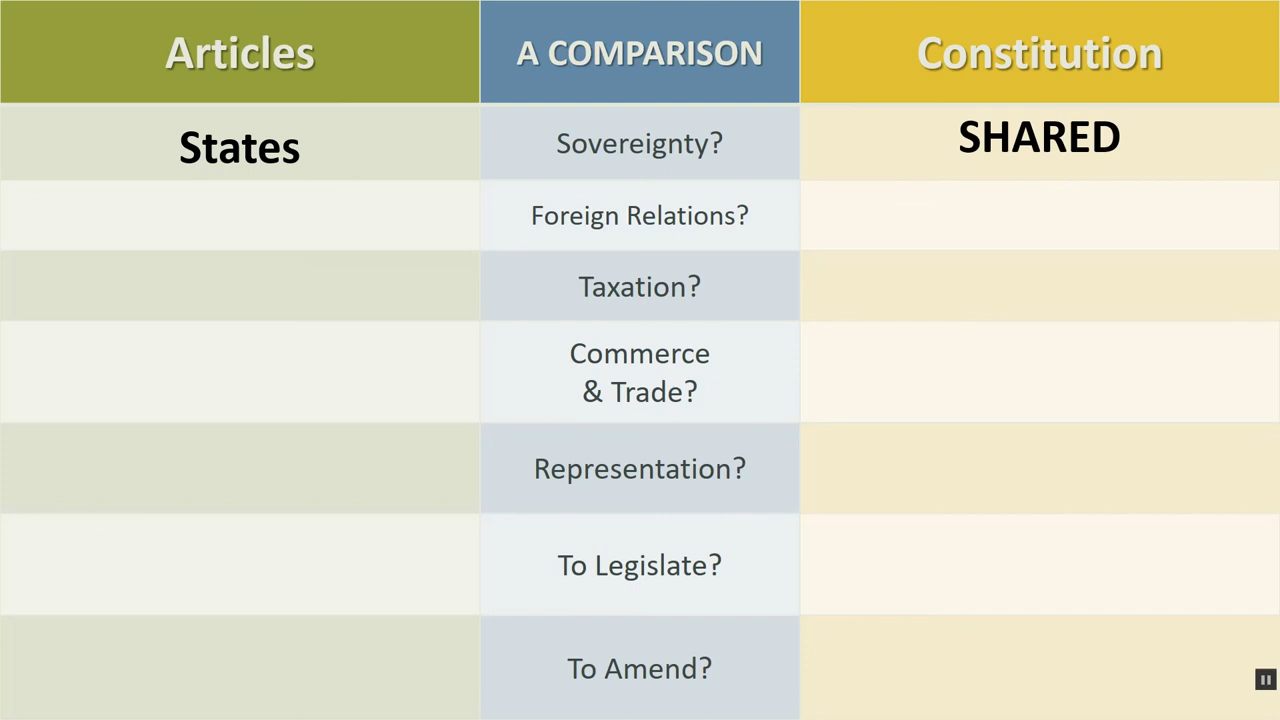 Articles
A COMPARISON
Constitution
States
Sovereignty?
SHARED
Foreign Relations?
Taxation?
Commerce
& Trade?
Representation?
To Legislate?
To Amend?